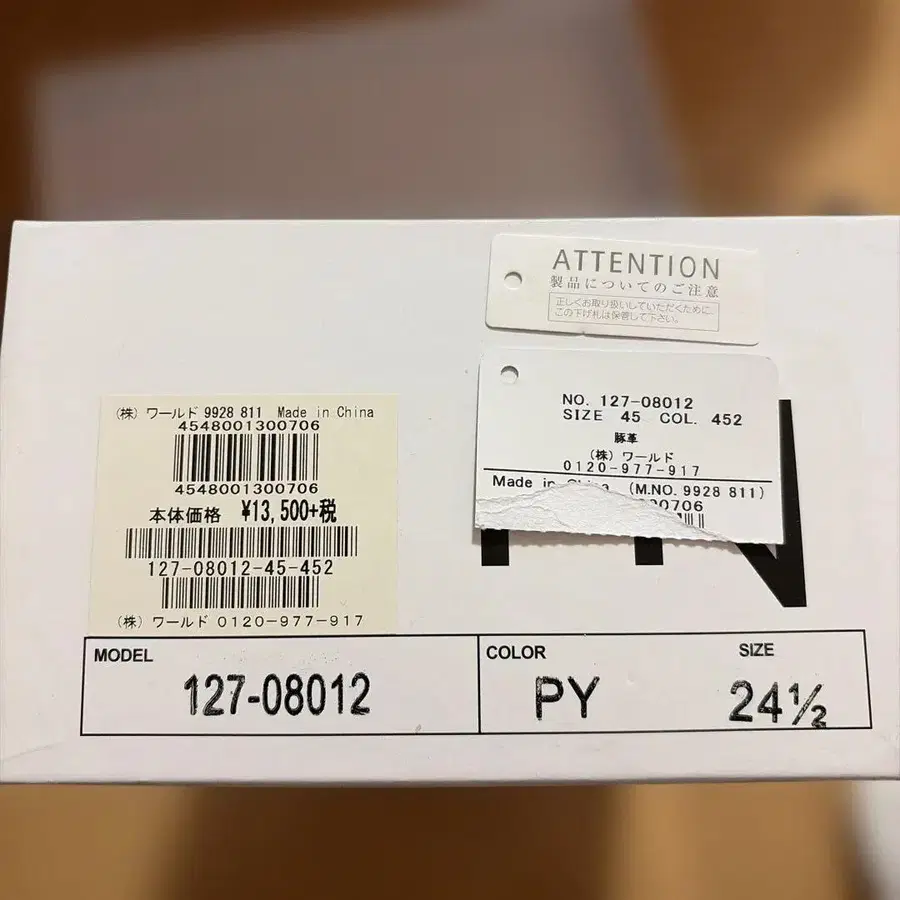 ATTENTION
製品についてのご注意
正しくお取り扱いしていただくために、
この下げ札は保管して下さい。
NO. 127-08012
SIZE 45 COL. 452
豚革
(株) ワールド
0120-977-917
Made in China (M.NO. 9928 811)
00706
(株) ワールド 9928 811 Made in China
4548001300706
4548001300706
本体価格 ¥13,500+税
127-08012-45-452
(株) ワールド 0120-977-917
MODEL
127-08012
COLOR
PY
SIZE
24½